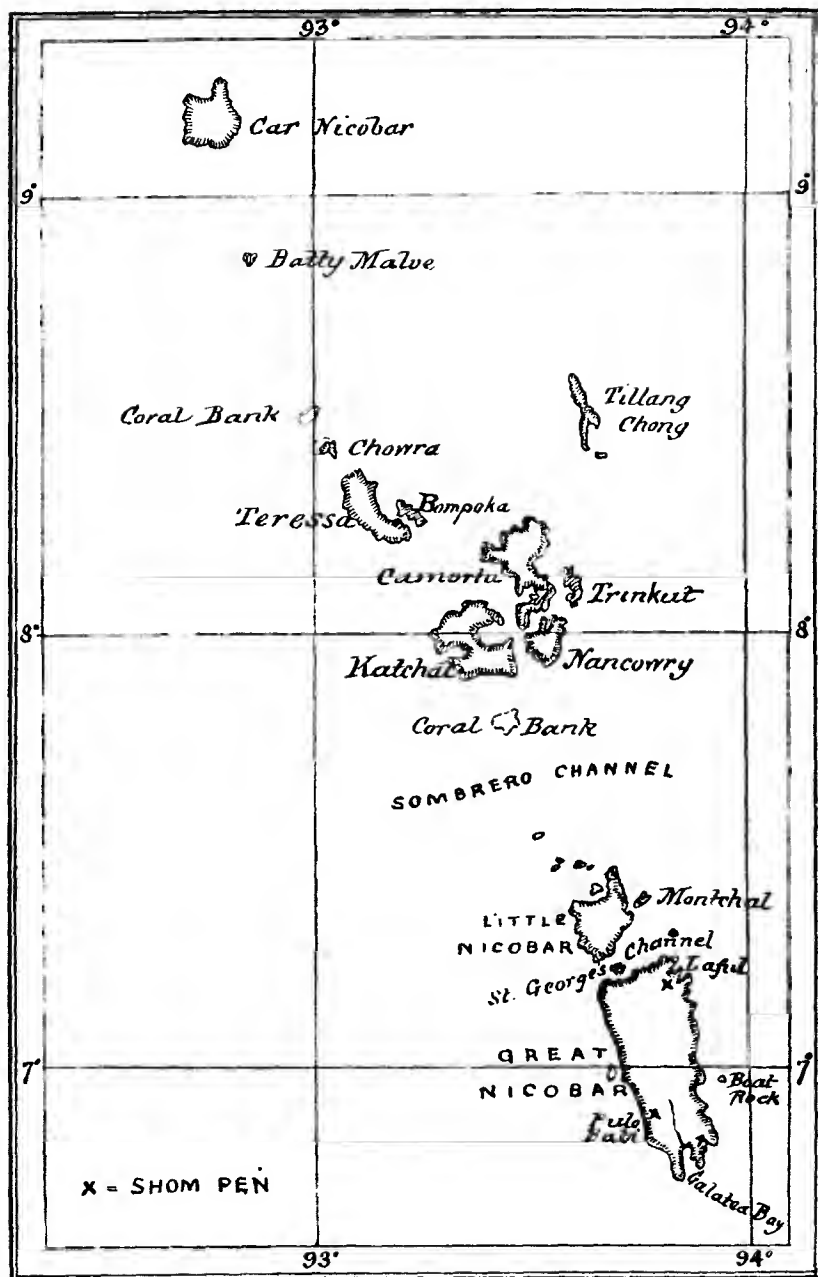 93°
94°
Car Nicobar
9°
9°
Batty Malve
Tillang
Chong
Coral Bank
Chowra
Bompoka
Teressa
Camorta
Trinkut
8°
8°
Katchal
Nancowry
Coral Bank
SOMBRERO CHANNEL
Montchal
LITTLE
NICOBAR
St. Georges Channel
Laful
GREAT
NICOBAR
7°
7°
Boat
Rock
Pulo
Babi
Galatea Bay
x = SHOM PEN
93°
94°